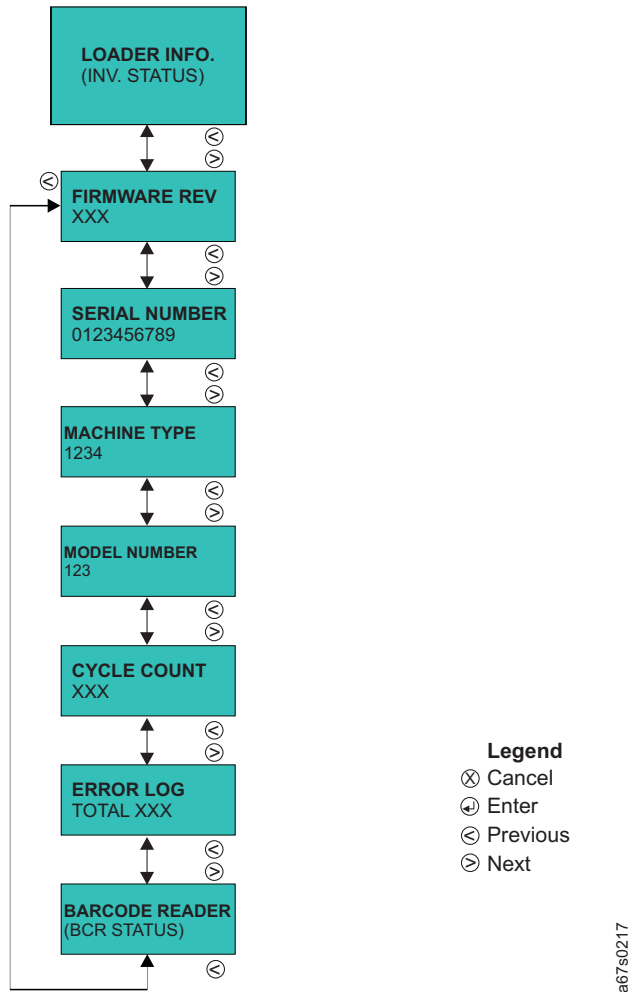 LOADER INFO.
(INV. STATUS)
FIRMWARE REV
XXX
SERIAL NUMBER
0123456789
MACHINE TYPE
1234
MODEL NUMBER
123
CYCLE COUNT
XXX
ERROR LOG
TOTAL XXX
BARCODE READER
(BCR STATUS)
Legend
Cancel
Enter
Previous
Next
a67s0217